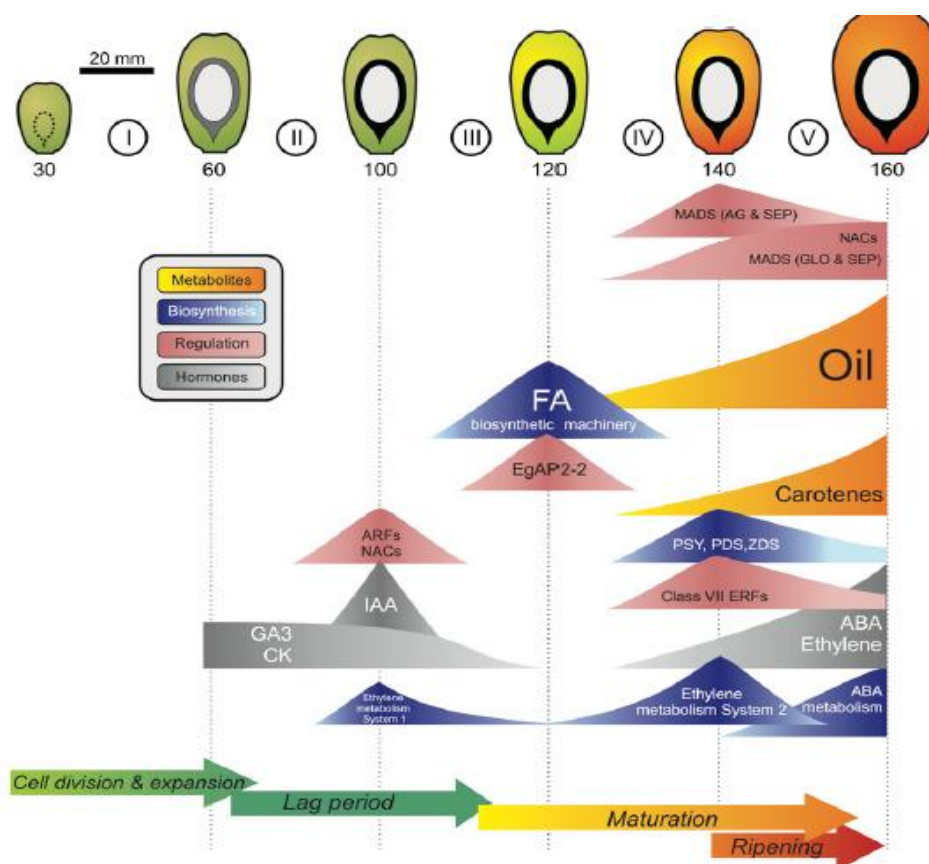 20 mm
I
II
III
IV
V
30
60
100
120
140
160
MADS (AG & SEP)
NACs
MADS (GLO & SEP)
Metabolites
Biosynthesis
Regulation
Hormones
Oil
FA
biosynthetic machinery
EgAP2-2
Carotenes
ARFs
NACs
PSY, PDS,ZDS
IAA
Class VII ERFs
GA3
CK
ABA
Ethylene
Ethylene
metabolism
System 1
Ethylene
metabolism System 2
ABA
metabolism
Cell division & expansion
Lag period
Maturation
Ripening